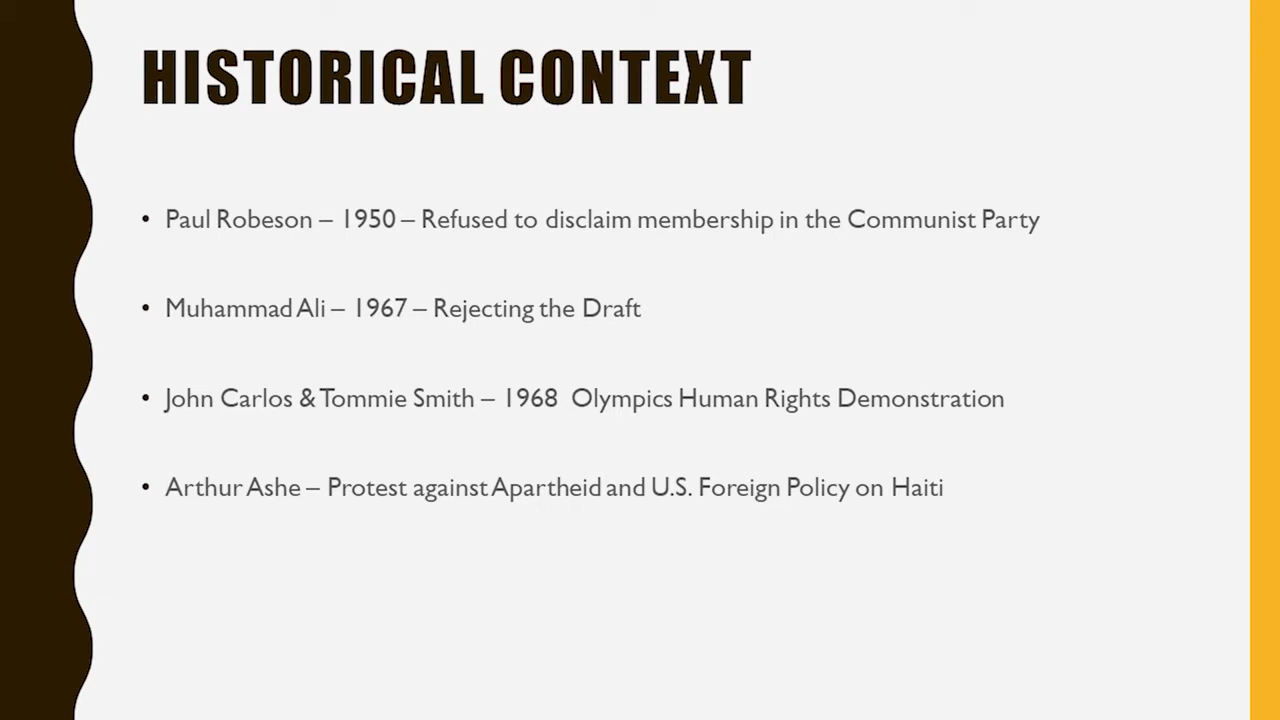 HISTORICAL CONTEXT
• Paul Robeson – 1950 – Refused to disclaim membership in the Communist Party
• Muhammad Ali – 1967 – Rejecting the Draft
• John Carlos & Tommie Smith – 1968  Olympics Human Rights Demonstration
• Arthur Ashe – Protest against Apartheid and U.S. Foreign Policy on Haiti